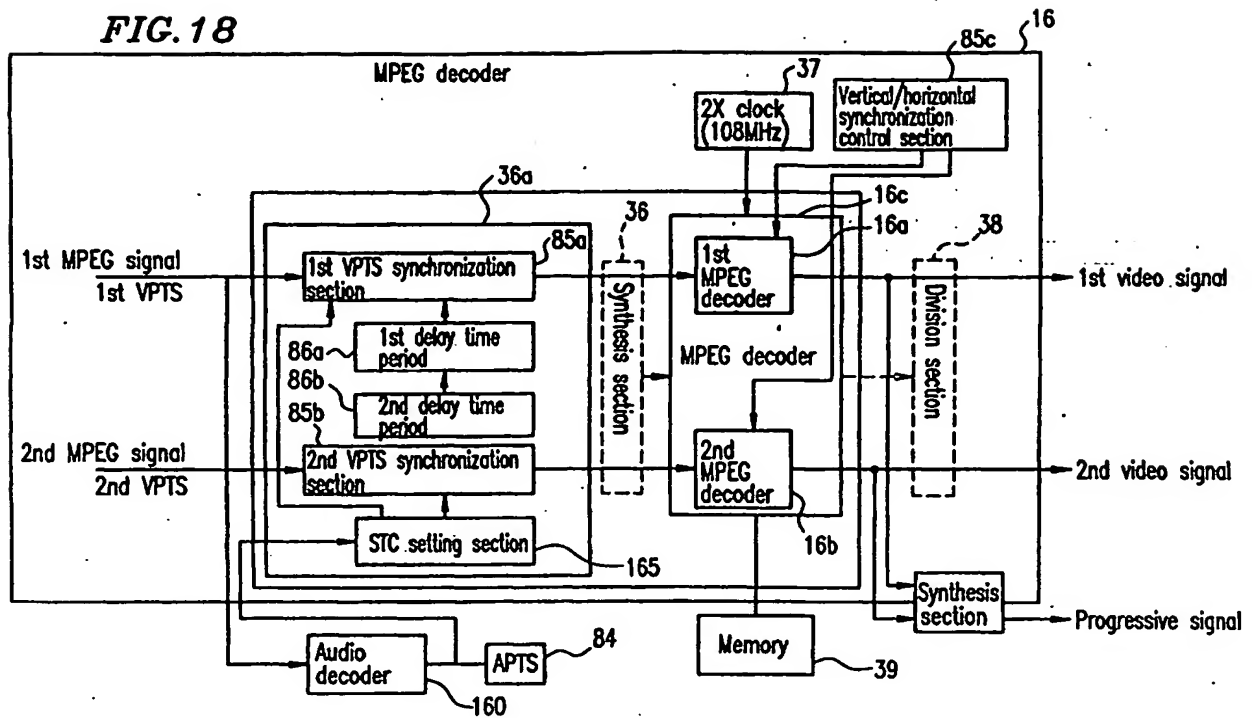 FIG. 18
16
MPEG decoder
37
85c
2X clock
(108MHz)
Vertical/horizontal
synchronization
control section
36a
36
16c
16a
38
85a
1st MPEG signal
1st VPTS
1st VPTS synchronization
section
1st
MPEG
decoder
1st video signal
Synthesis section
Division section
86a
1st delay time
period
MPEG decoder
86b
2nd delay time
period
85b
2nd MPEG signal
2nd VPTS
2nd VPTS synchronization
section
2nd
MPEG
decoder
2nd video signal
STC setting section
165
16b
Synthesis
section
Progressive signal
Audio
decoder
160
APTS
84
Memory
39